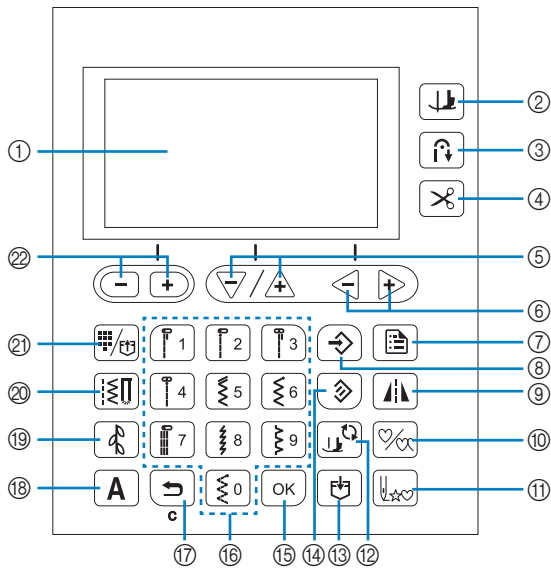 ①
②
③
④
㉒
⑤
− + − / + − +
⑥
㉑ 1 2 3 ⑦
⑧
⑳ 4 5 6 ⑨
⑲ 7 8 9 ⑩
⑱ A 0 OK ⑪
C
⑰ ⑯ ⑮ ⑭ ⑬ ⑫